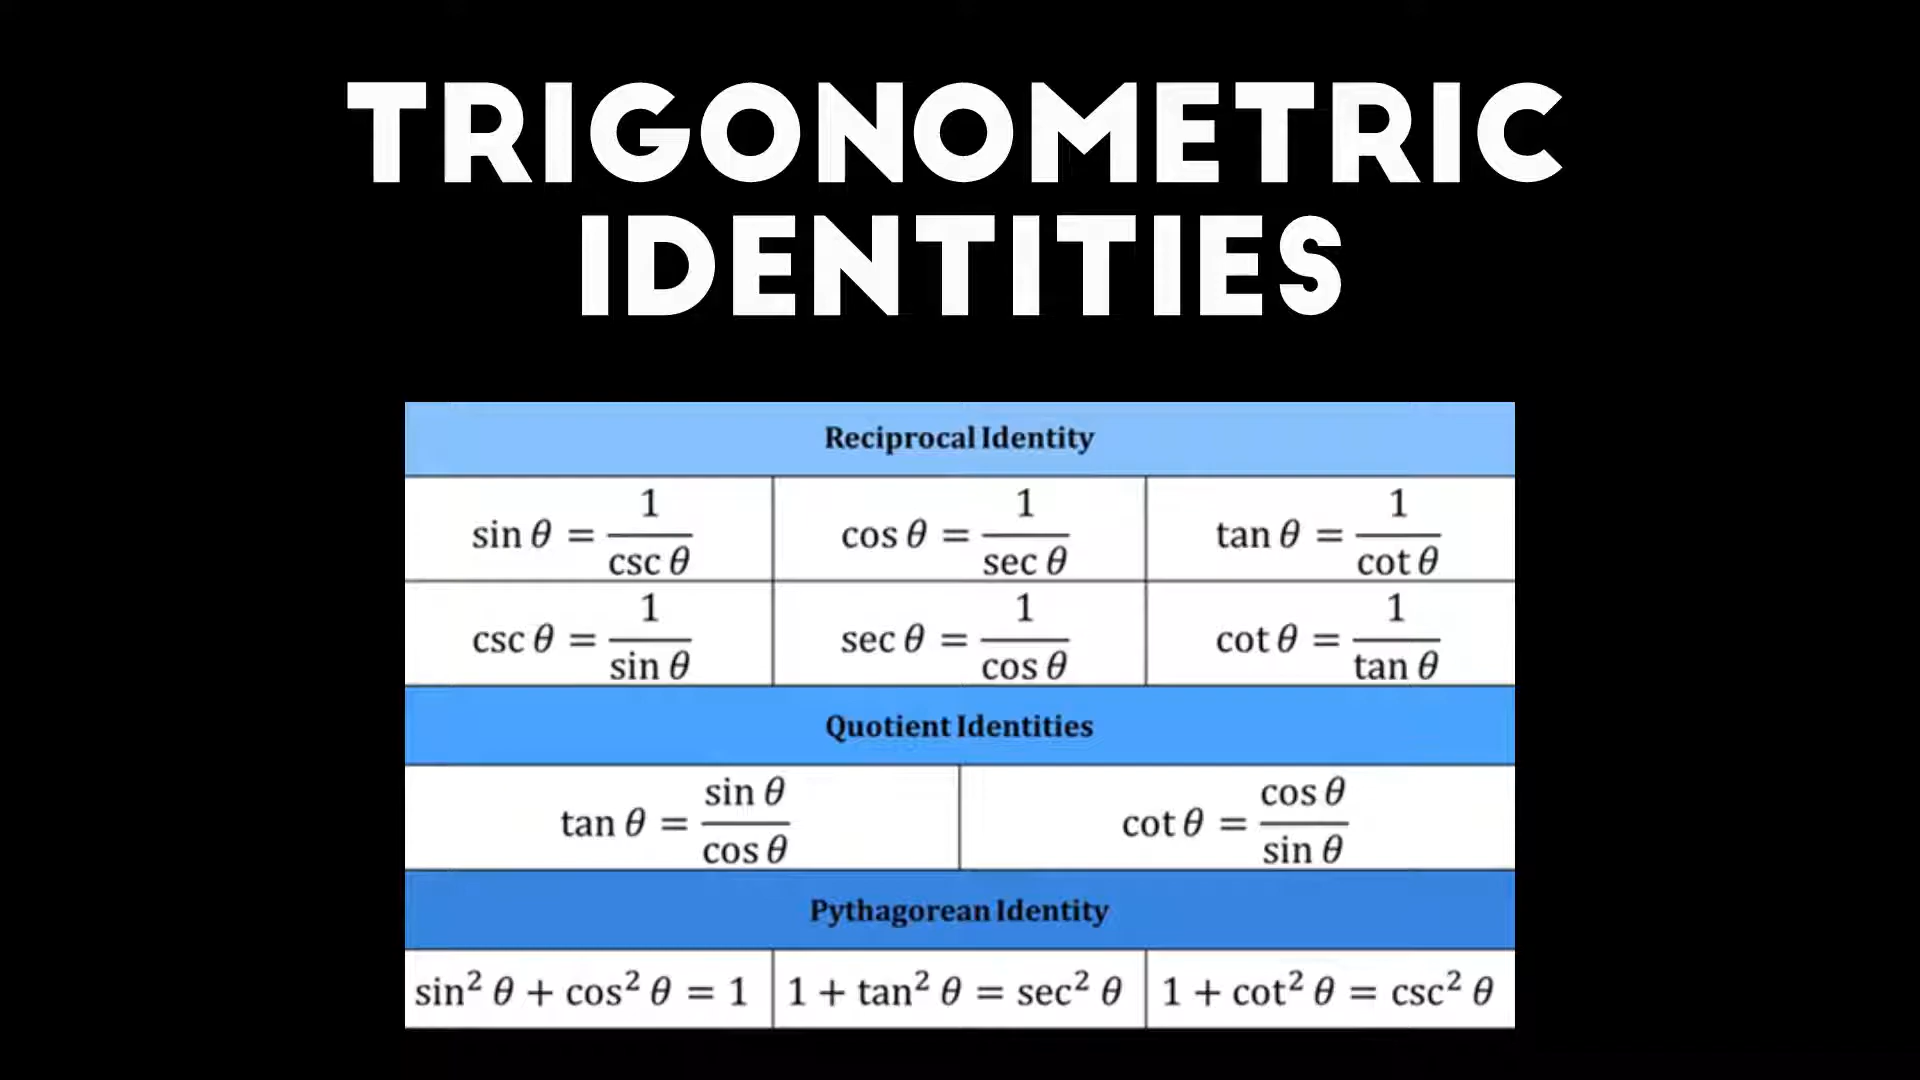 TRIGONOMETRIC
IDENTITIES
Reciprocal Identity
sin θ = 1/csc θ
cos θ = 1/sec θ
tan θ = 1/cot θ
csc θ = 1/sin θ
sec θ = 1/cos θ
cot θ = 1/tan θ
Quotient Identities
tan θ = sin θ/cos θ
cot θ = cos θ/sin θ
Pythagorean Identity
sin² θ + cos² θ = 1
1 + tan² θ = sec² θ
1 + cot² θ = csc² θ